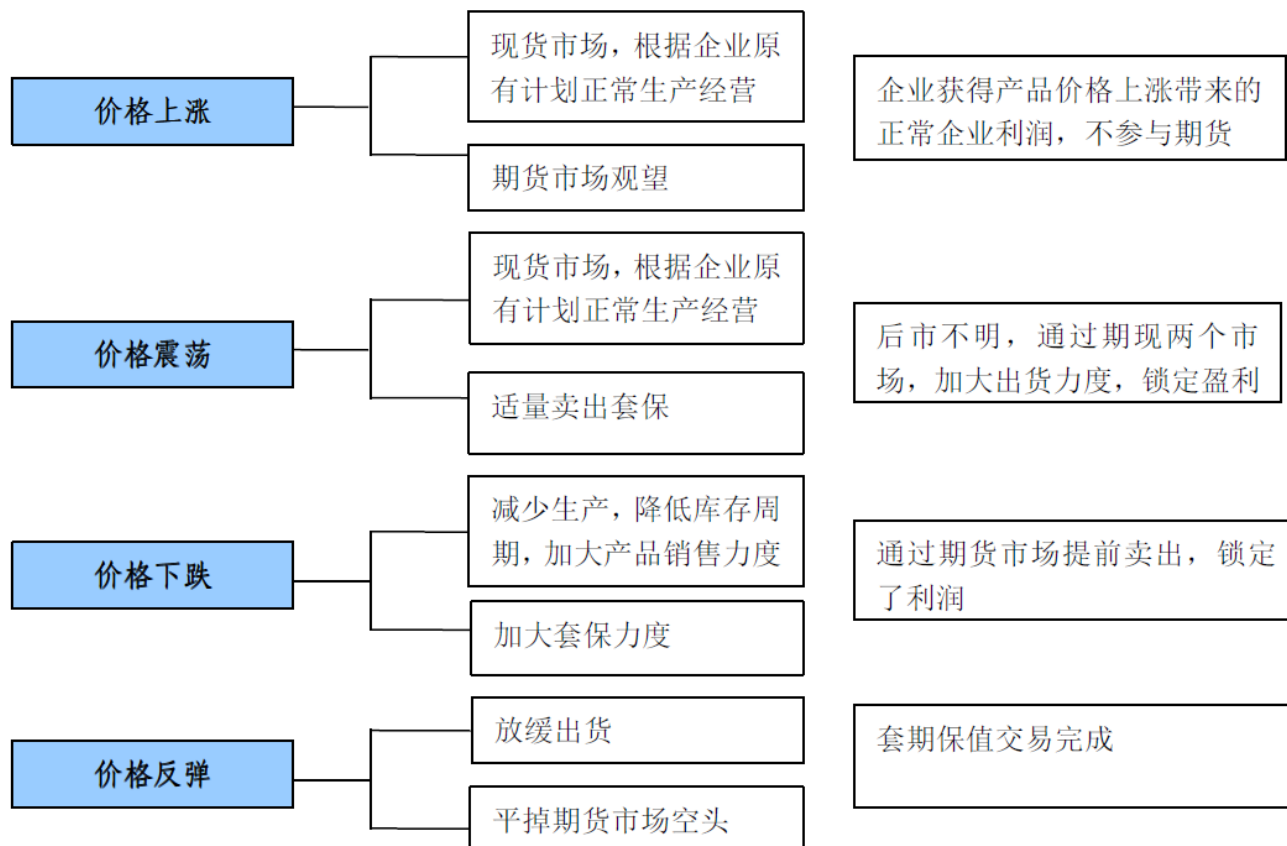 价格上涨
现货市场，根据企业原
有计划正常生产经营
期货市场观望
企业获得产品价格上涨带来的
正常企业利润，不参与期货
价格震荡
现货市场，根据企业原
有计划正常生产经营
适量卖出套保
后市不明，通过期现两个市
场，加大出货力度，锁定盈利
价格下跌
减少生产，降低库存周
期，加大产品销售力度
加大套保力度
通过期货市场提前卖出，锁定
了利润
价格反弹
放缓出货
平掉期货市场空头
套期保值交易完成